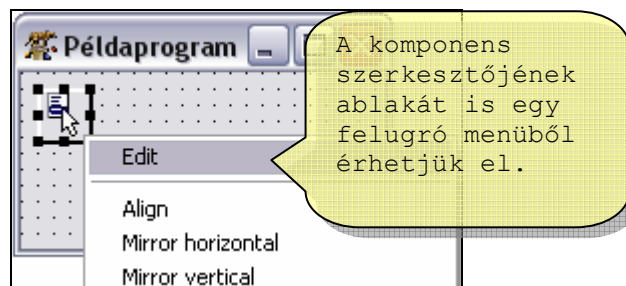 Példaprogram
A komponens
szerkesztőjének
ablakát is egy
felugró menüből
érhetjük el.
Edit
Align
Mirror horizontal
Mirror vertical